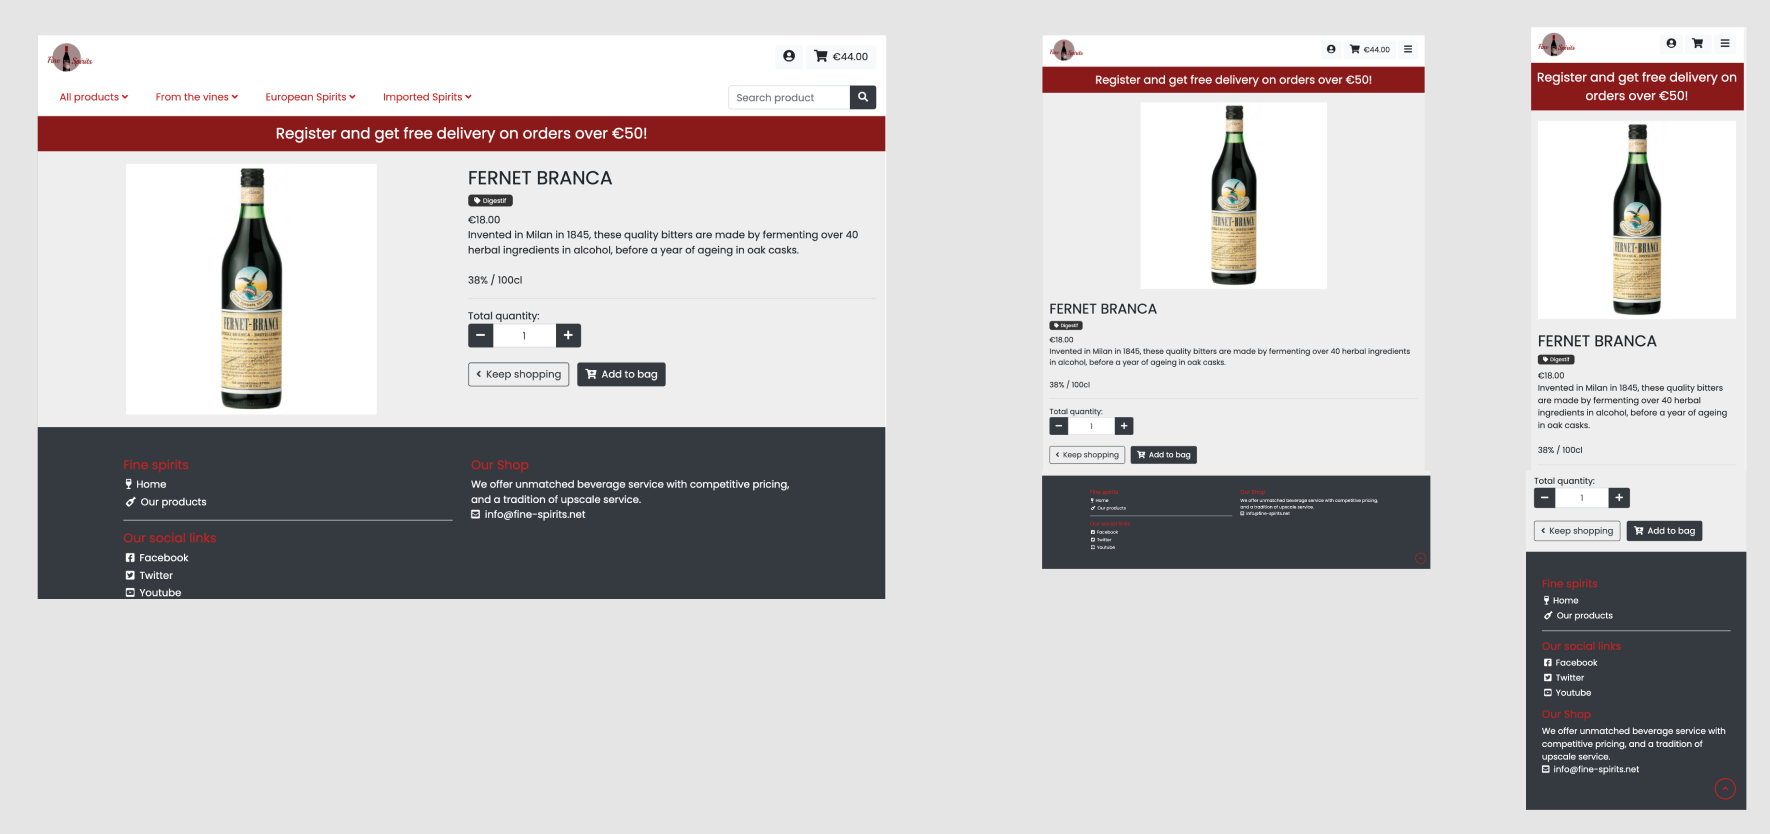 Fine Spirits
€44.00
All products
From the vines
European Spirits
Imported Spirits
Search product
Register and get free delivery on orders over €50!
FERNET BRANCA
Digestif
€18.00
Invented in Milan in 1845, these quality bitters are made by fermenting over 40
herbal ingredients in alcohol, before a year of ageing in oak casks.
38% / 100cl
Total quantity:
1
Keep shopping
Add to bag
FERNET-BRANCA
Fine spirits
Home
Our products
Our social links
Facebook
Twitter
Youtube
Our Shop
We offer unmatched beverage service with competitive pricing,
and a tradition of upscale service.
info@fine-spirits.net
Fine Spirits
€44.00
Register and get free delivery on orders over €50!
FERNET-BRANCA
FERNET BRANCA
Digestif
€18.00
Invented in Milan in 1845, these quality bitters are made by fermenting over 40 herbal ingredients
in alcohol, before a year of ageing in oak casks.
38% / 100cl
Total quantity:
1
Keep shopping
Add to bag
Fine spirits
Home
Our products
Our social links
Facebook
Twitter
Youtube
Our Shop
We offer unmatched beverage service with competitive pricing,
and a tradition of upscale service.
info@fine-spirits.net
Fine Spirits
Register and get free delivery on
orders over €50!
FERNET-BRANCA
FERNET BRANCA
Digestif
€18.00
Invented in Milan in 1845, these quality bitters
are made by fermenting over 40 herbal
ingredients in alcohol, before a year of ageing
in oak casks.
38% / 100cl
Total quantity:
1
Keep shopping
Add to bag
Fine spirits
Home
Our products
Our social links
Facebook
Twitter
Youtube
Our Shop
We offer unmatched beverage service with
competitive pricing, and a tradition of
upscale service.
info@fine-spirits.net